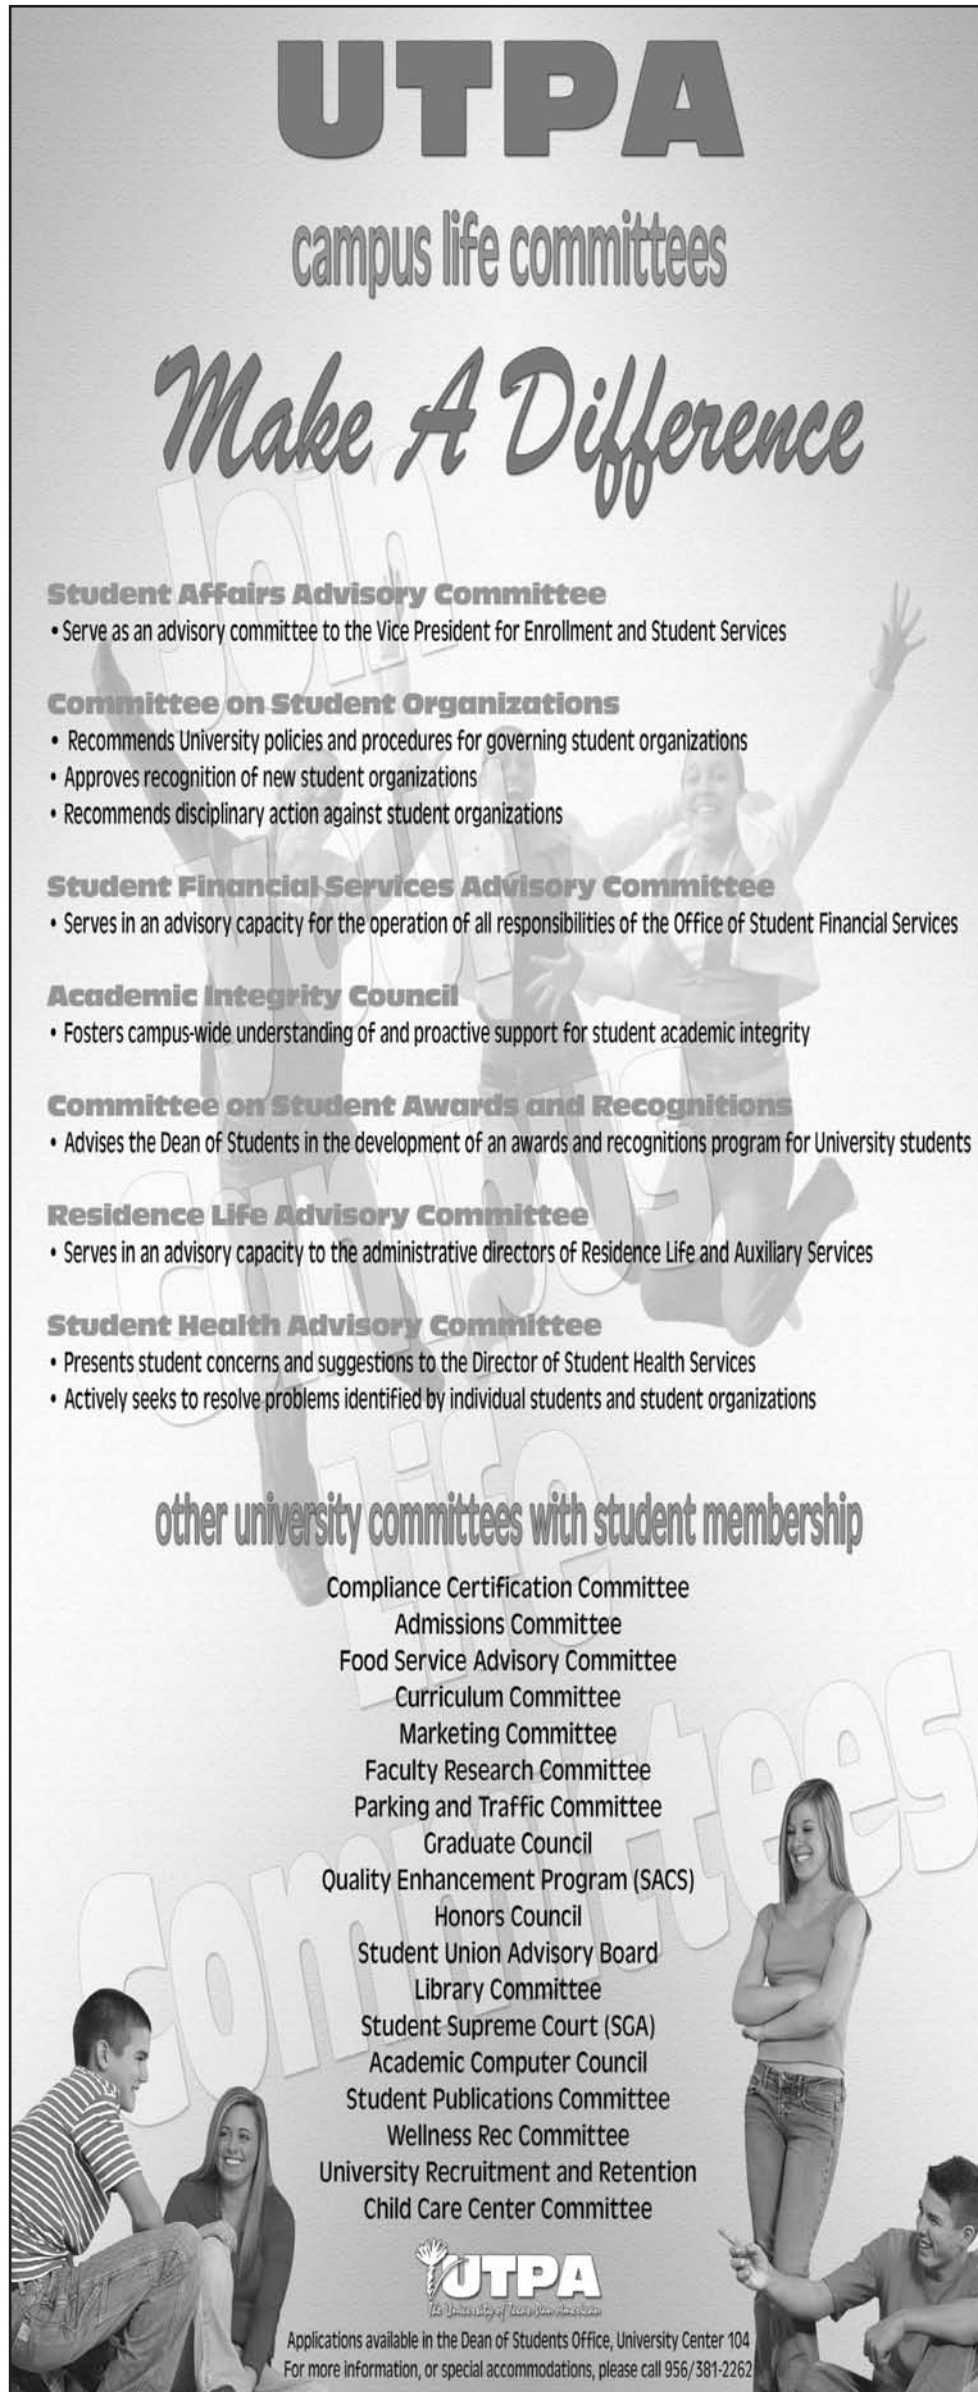 UTPA
campus life committees
Make A Difference
Join
Your
Campus
Life
Committees
Student Affairs Advisory Committee
• Serve as an advisory committee to the Vice President for Enrollment and Student Services
Committee on Student Organizations
• Recommends University policies and procedures for governing student organizations
• Approves recognition of new student organizations
• Recommends disciplinary action against student organizations
Student Financial Services Advisory Committee
• Serves in an advisory capacity for the operation of all responsibilities of the Office of Student Financial Services
Academic Integrity Council
• Fosters campus-wide understanding of and proactive support for student academic integrity
Committee on Student Awards and Recognitions
• Advises the Dean of Students in the development of an awards and recognitions program for University students
Residence Life Advisory Committee
• Serves in an advisory capacity to the administrative directors of Residence Life and Auxiliary Services
Student Health Advisory Committee
• Presents student concerns and suggestions to the Director of Student Health Services
• Actively seeks to resolve problems identified by individual students and student organizations
other university committees with student membership
Compliance Certification Committee
Admissions Committee
Food Service Advisory Committee
Curriculum Committee
Marketing Committee
Faculty Research Committee
Parking and Traffic Committee
Graduate Council
Quality Enhancement Program (SACS)
Honors Council
Student Union Advisory Board
Library Committee
Student Supreme Court (SGA)
Academic Computer Council
Student Publications Committee
Wellness Rec Committee
University Recruitment and Retention
Child Care Center Committee
UTPA
The University of Texas-Pan American
Applications available in the Dean of Students Office, University Center 104
For more information, or special accommodations, please call 956/381-2262